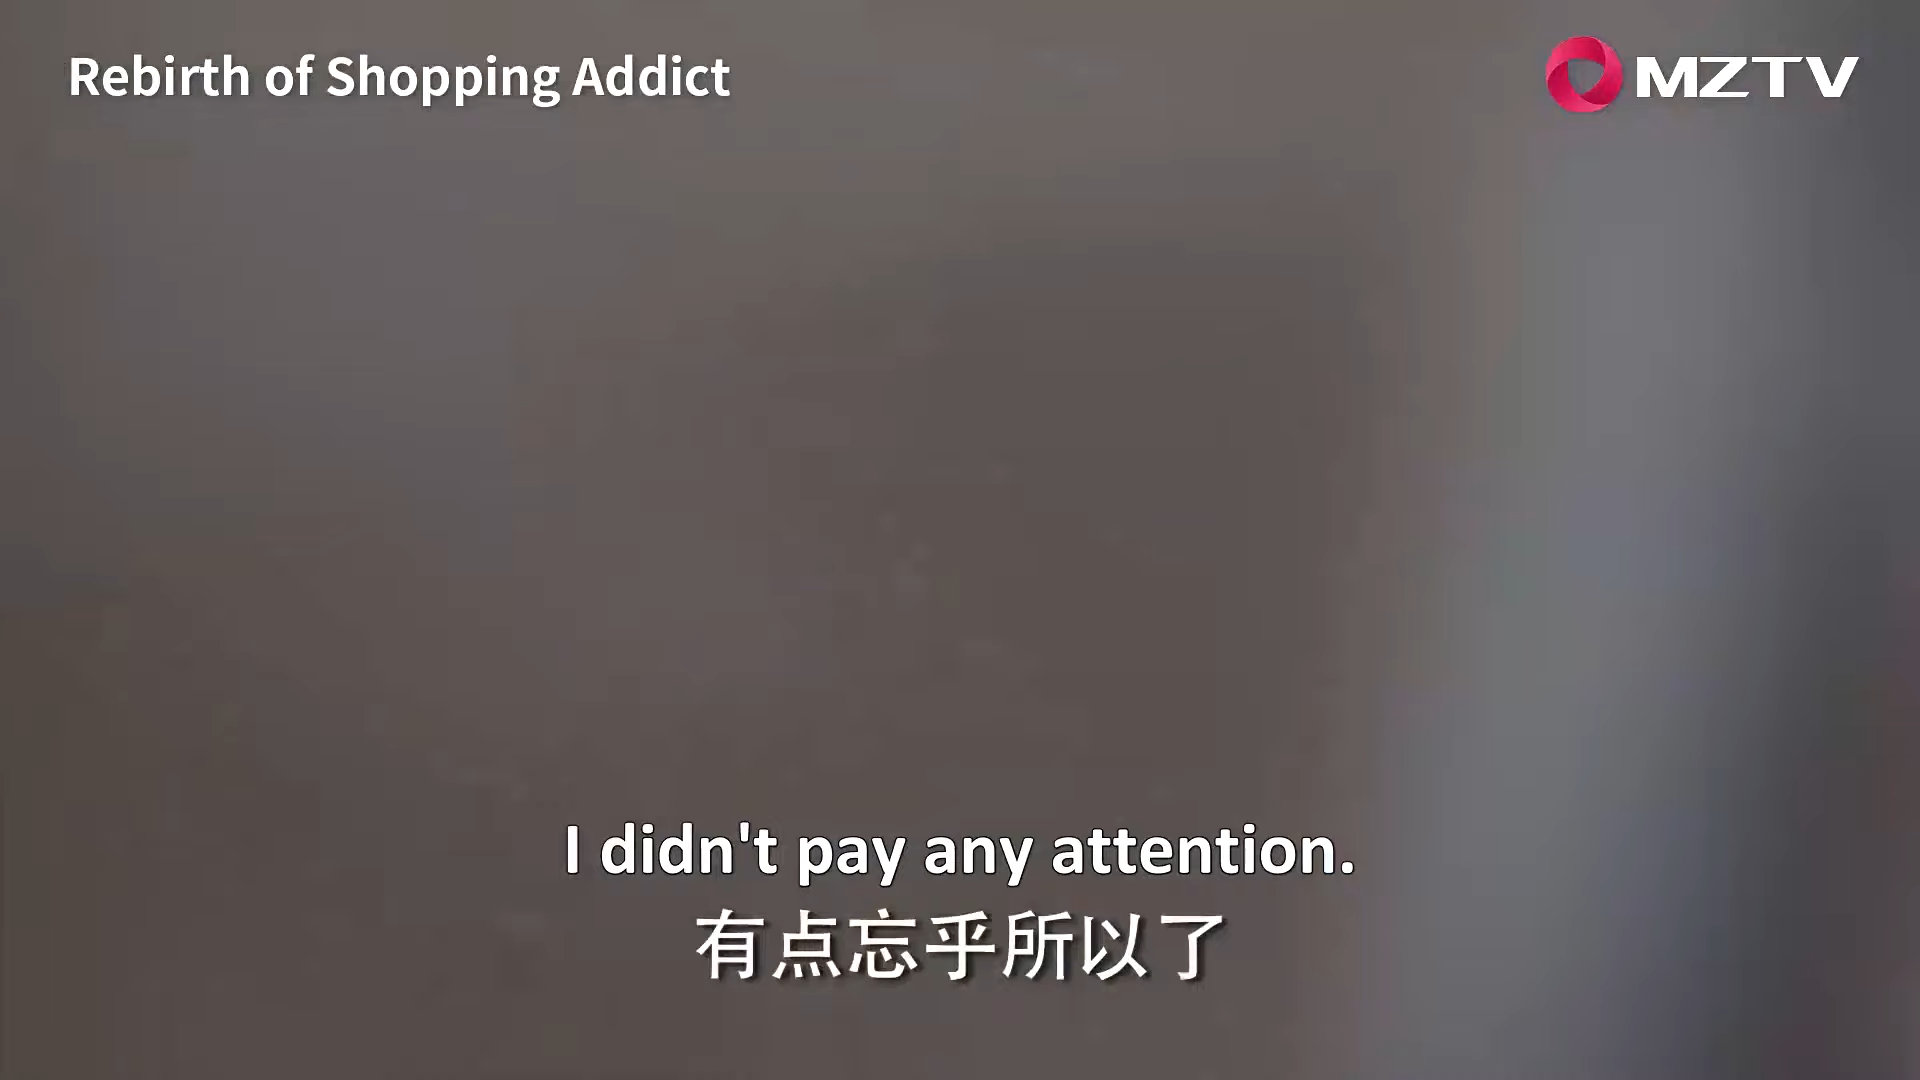 Rebirth of Shopping Addict
MZTV
I didn't pay any attention.
有点忘乎所以了